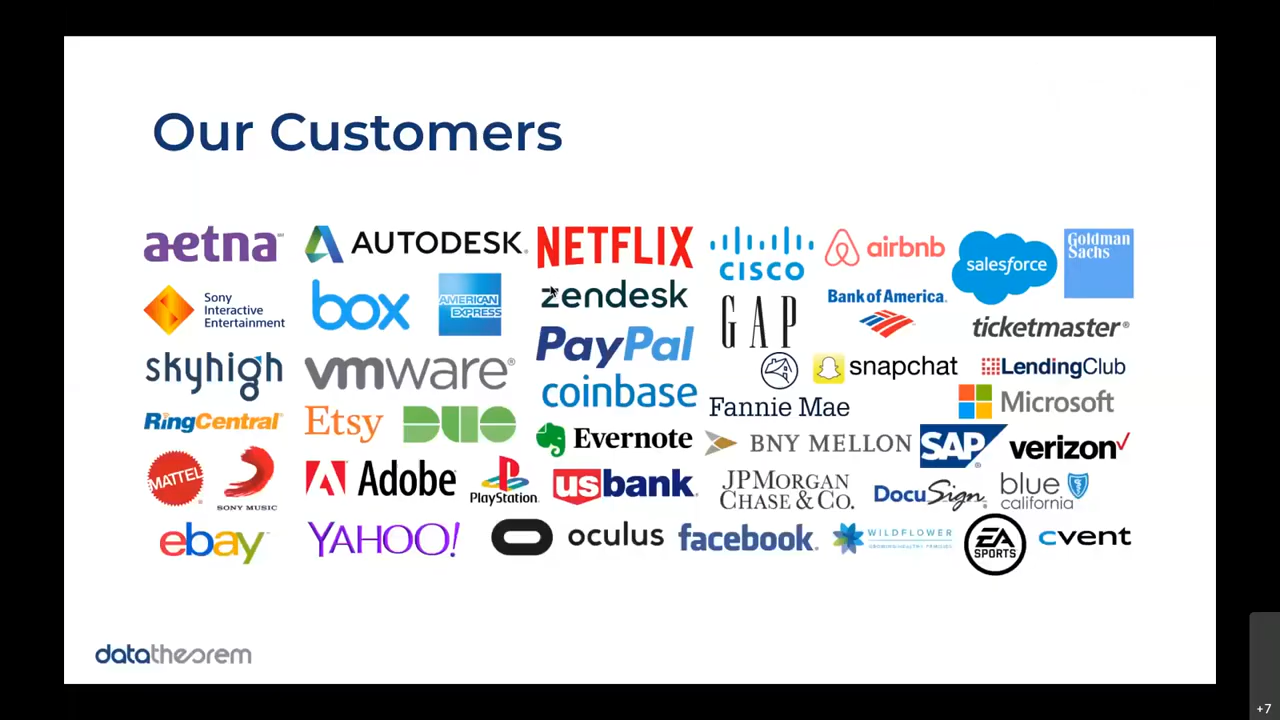 Our Customers
aetna
AUTODESK.
NETFLIX
CISCO
airbnb
salesforce
Goldman
Sachs
Sony
Interactive
Entertainment
box
AMERICAN
EXPRESS
zendesk
GAP
Bank of America.
ticketmaster®
skyhigh
vmware®
PayPal
snapchat
LendingClub
coinbase
Fannie Mae
Microsoft
RingCentral®
Etsy
DUO
Evernote
BNY MELLON
SAP
verizon
MATTEL
SONY MUSIC
Adobe
PlayStation
usbank
JPMORGAN
CHASE & CO.
DocuSign
blue
california
ebay
YAHOO!
oculus
facebook
WILDFLOWER
EA
SPORTS
cvent
datatheorem
+7